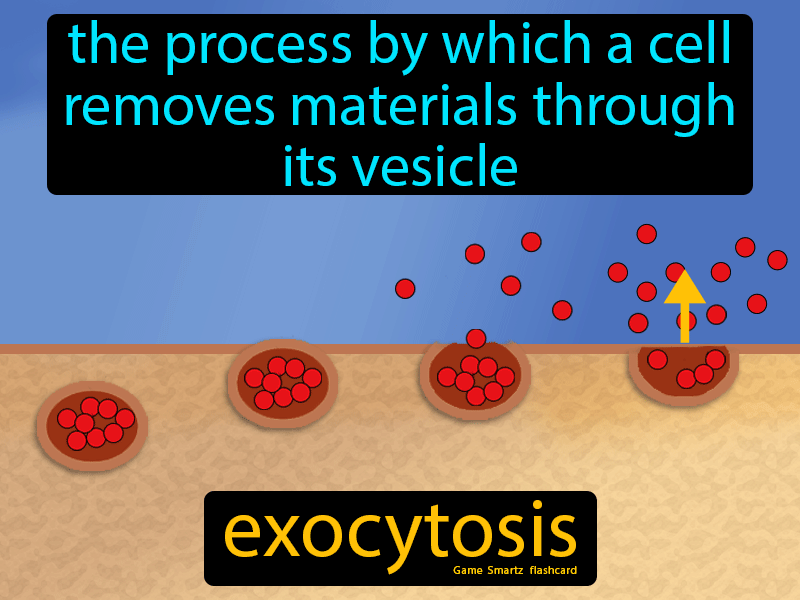 the process by which a cell
removes materials through
its vesicle
exocytosis
Game Smartz flashcard